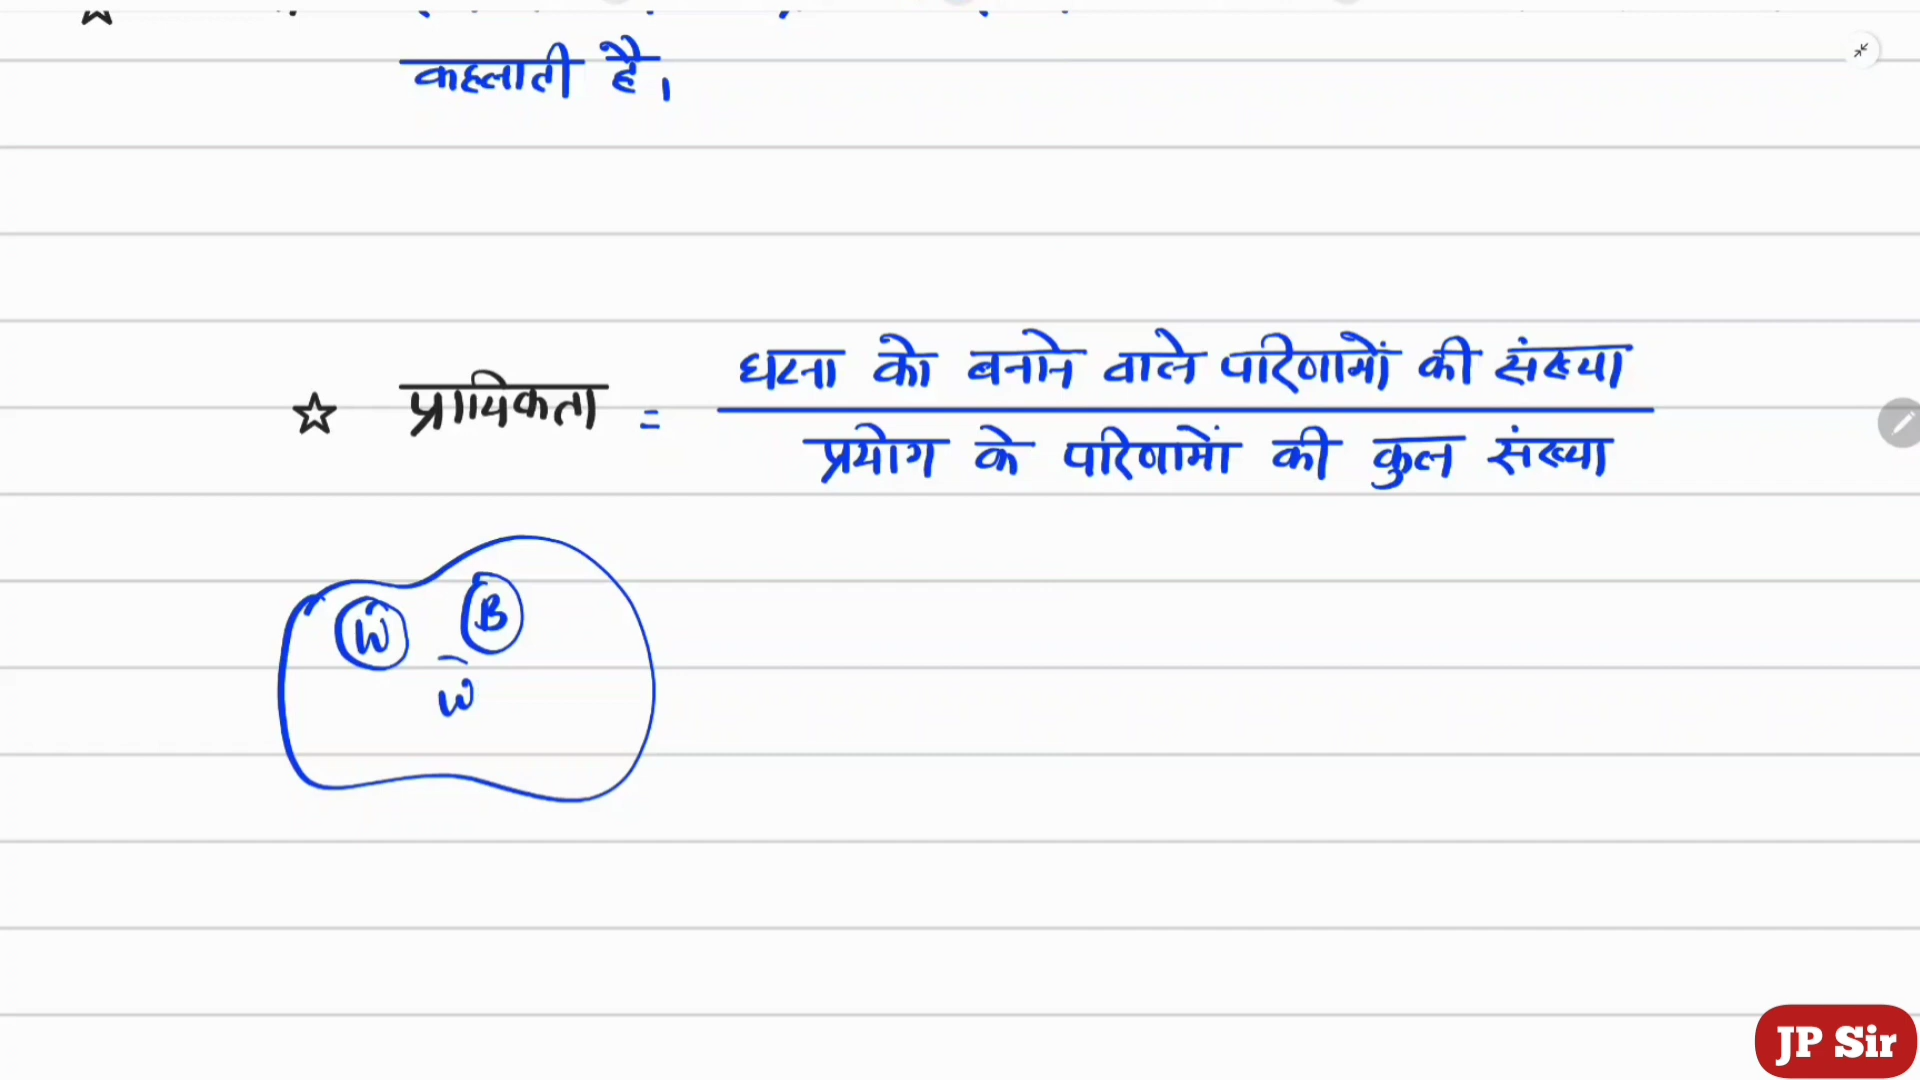 कहलाती है।
घटना को बनाने वाले परिणामों की संख्या
☆ प्रायिकता =
प्रयोग के परिणामों की कुल संख्या
W B
W
JP Sir